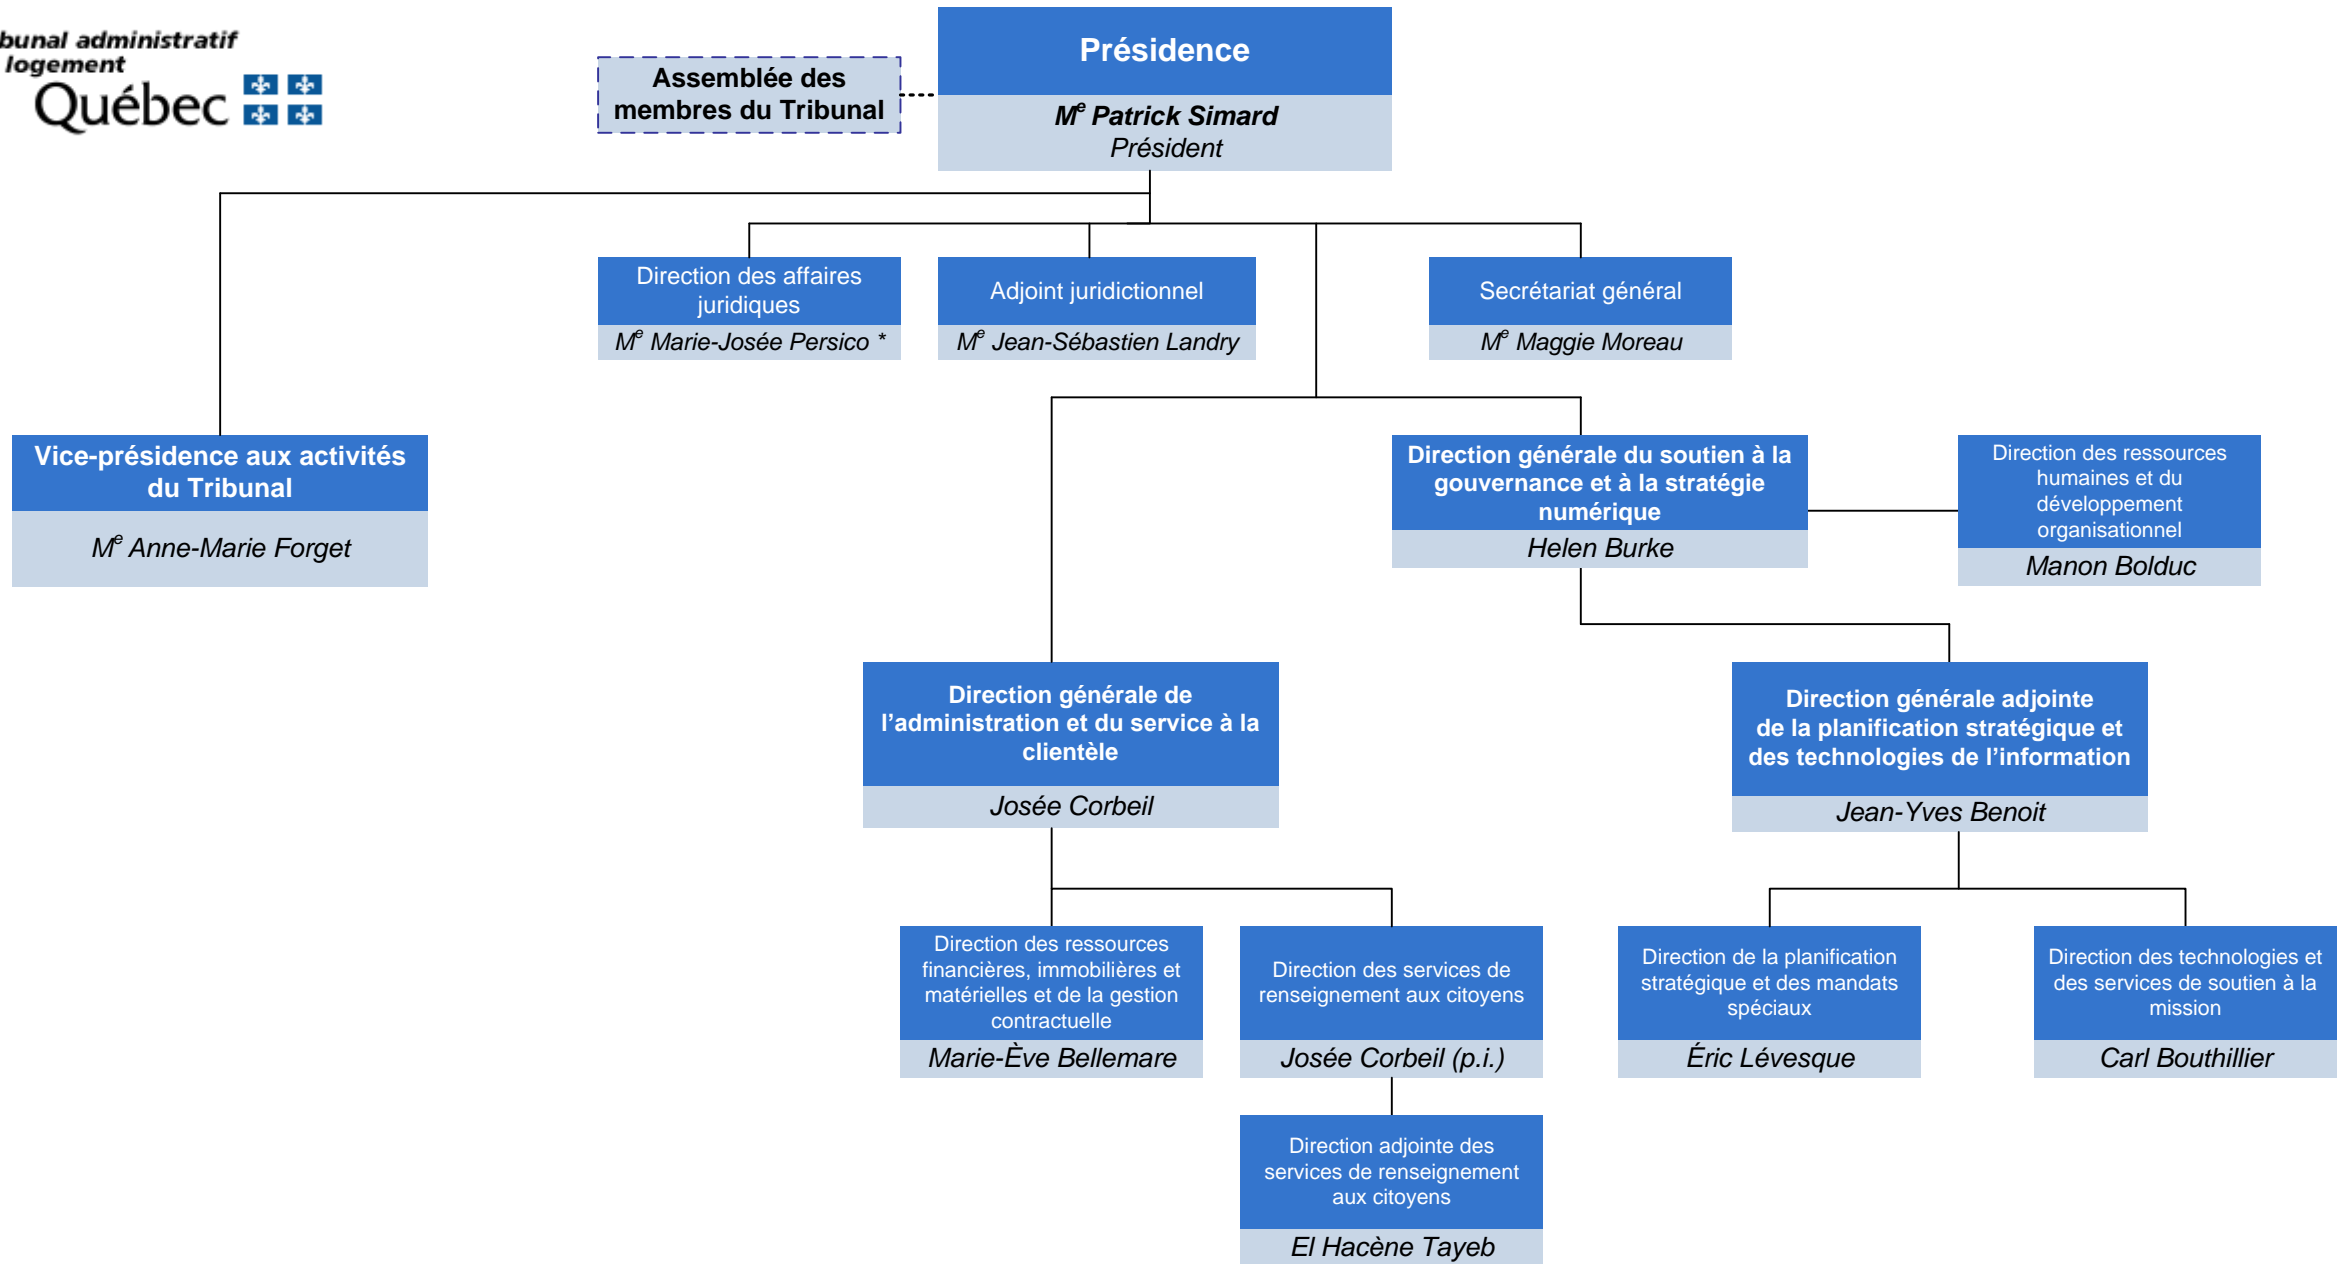 bunal administratif
logement
Québec
Assemblée des
membres du Tribunal
Présidence
Me Patrick Simard
Président
Direction des affaires
juridiques
Me Marie-Josée Persico *
Adjoint juridictionnel
Me Jean-Sébastien Landry
Secrétariat général
Me Maggie Moreau
Vice-présidence aux activités
du Tribunal
Me Anne-Marie Forget
Direction générale du soutien à la
gouvernance et à la stratégie
numérique
Helen Burke
Direction des ressources
humaines et du
développement
organisationnel
Manon Bolduc
Direction générale de
l’administration et du service à la
clientèle
Josée Corbeil
Direction générale adjointe
de la planification stratégique et
des technologies de l’information
Jean-Yves Benoit
Direction des ressources
financières, immobilières et
matérielles et de la gestion
contractuelle
Marie-Ève Bellemare
Direction des services de
renseignement aux citoyens
Josée Corbeil (p.i.)
Direction de la planification
stratégique et des mandats
spéciaux
Éric Lévesque
Direction des technologies et
des services de soutien à la
mission
Carl Bouthillier
Direction adjointe des
services de renseignement
aux citoyens
El Hacène Tayeb